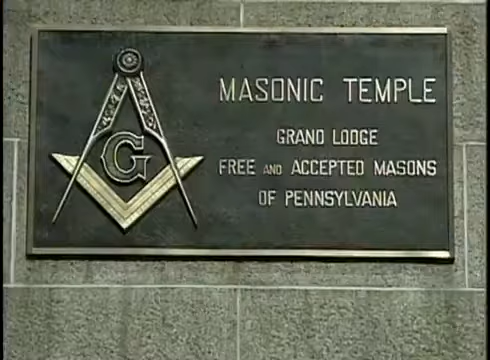 G
MASONIC TEMPLE
GRAND LODGE
FREE AND ACCEPTED MASONS
OF PENNSYLVANIA